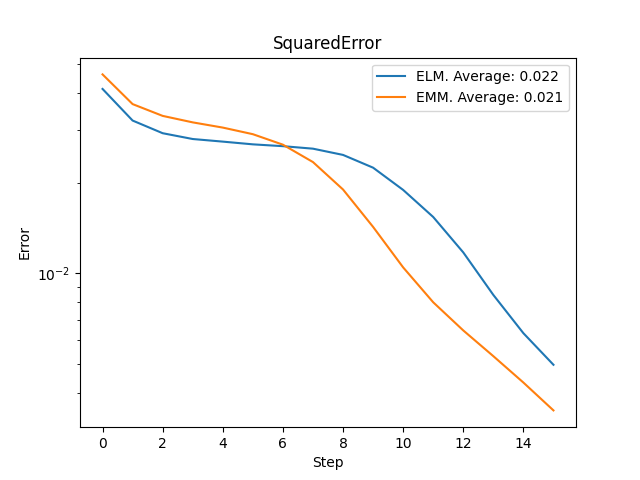 SquaredError
ELM. Average: 0.022
EMM. Average: 0.021
Error
10⁻²
0 2 4 6 8 10 12 14
Step